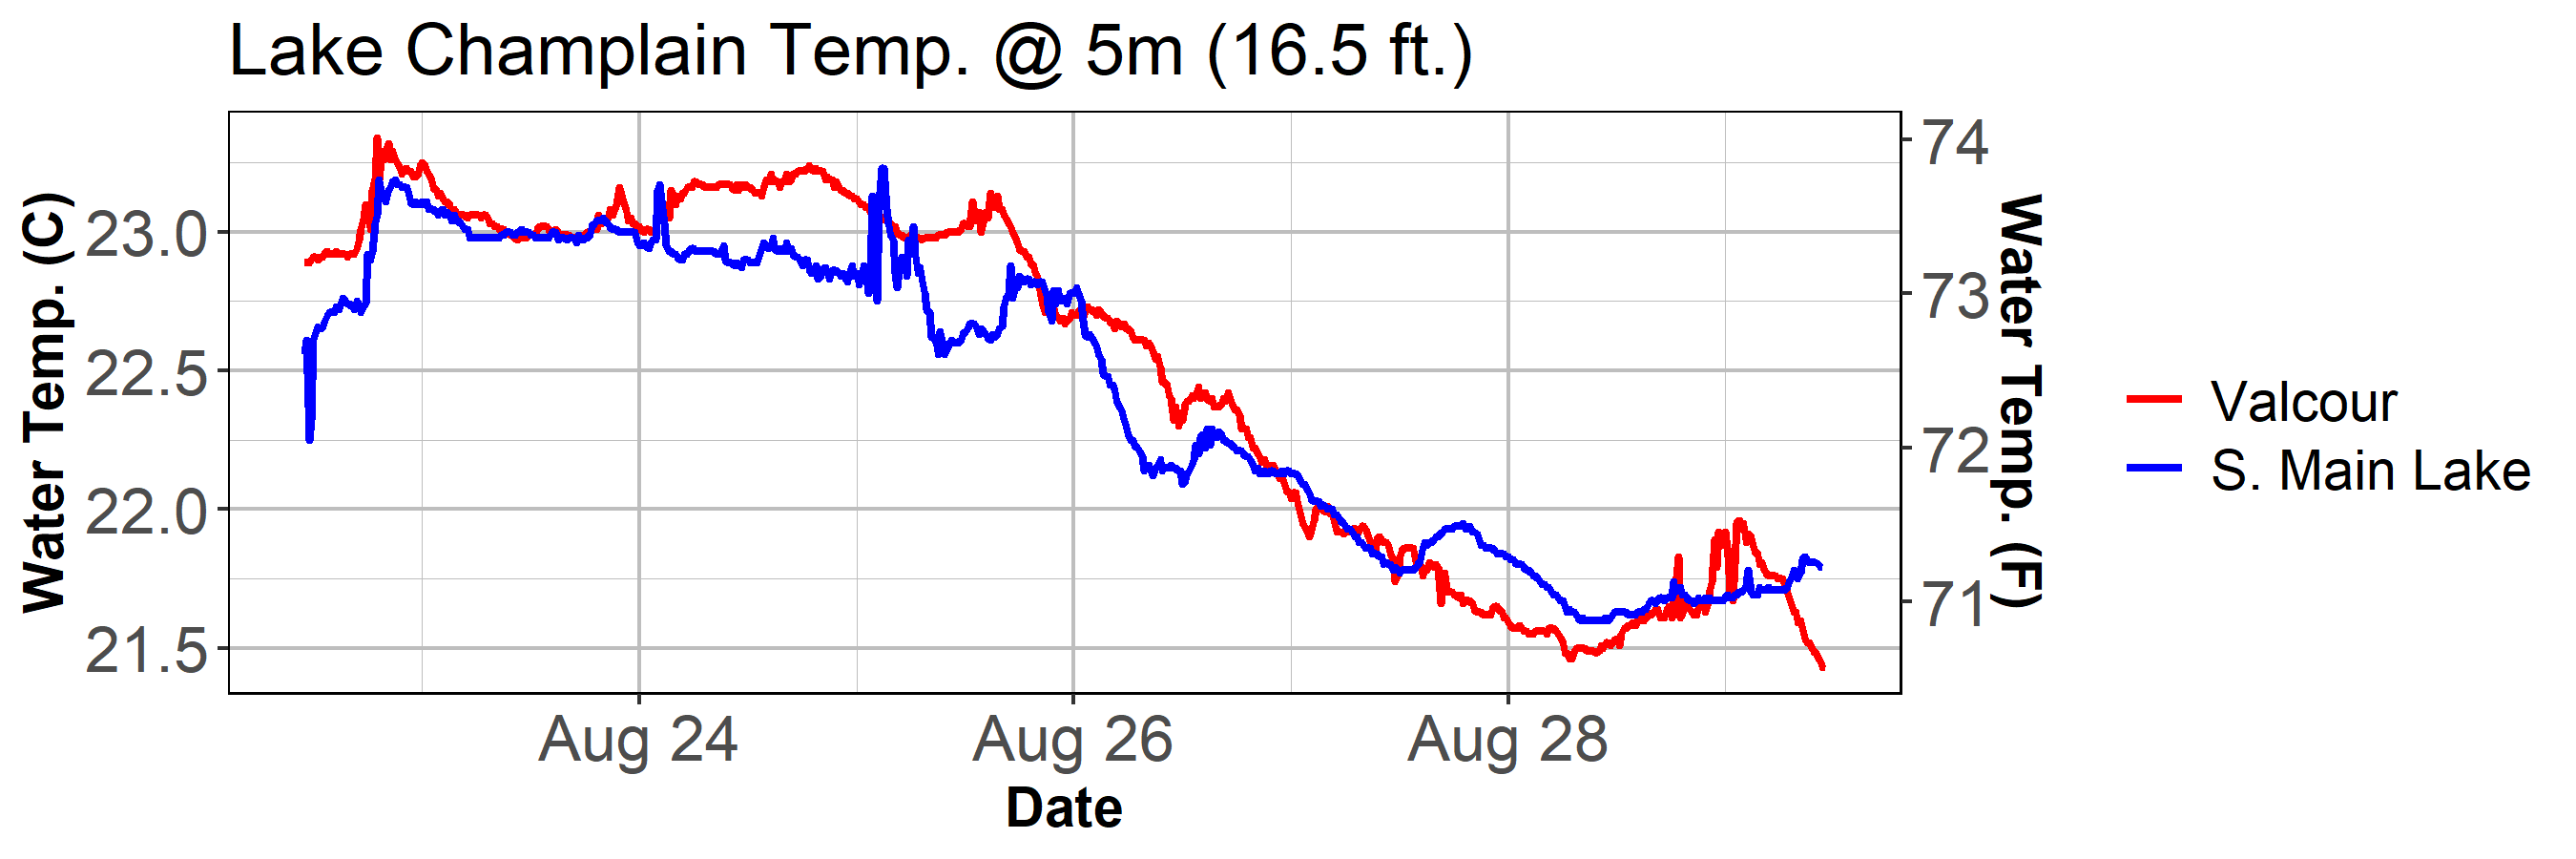 Lake Champlain Temp. @ 5m (16.5 ft.)
Water Temp. (C)
23.0
22.5
22.0
21.5
74
73
72
71
Water Temp. (F)
Aug 24
Aug 26
Aug 28
Date
Valcour
S. Main Lake